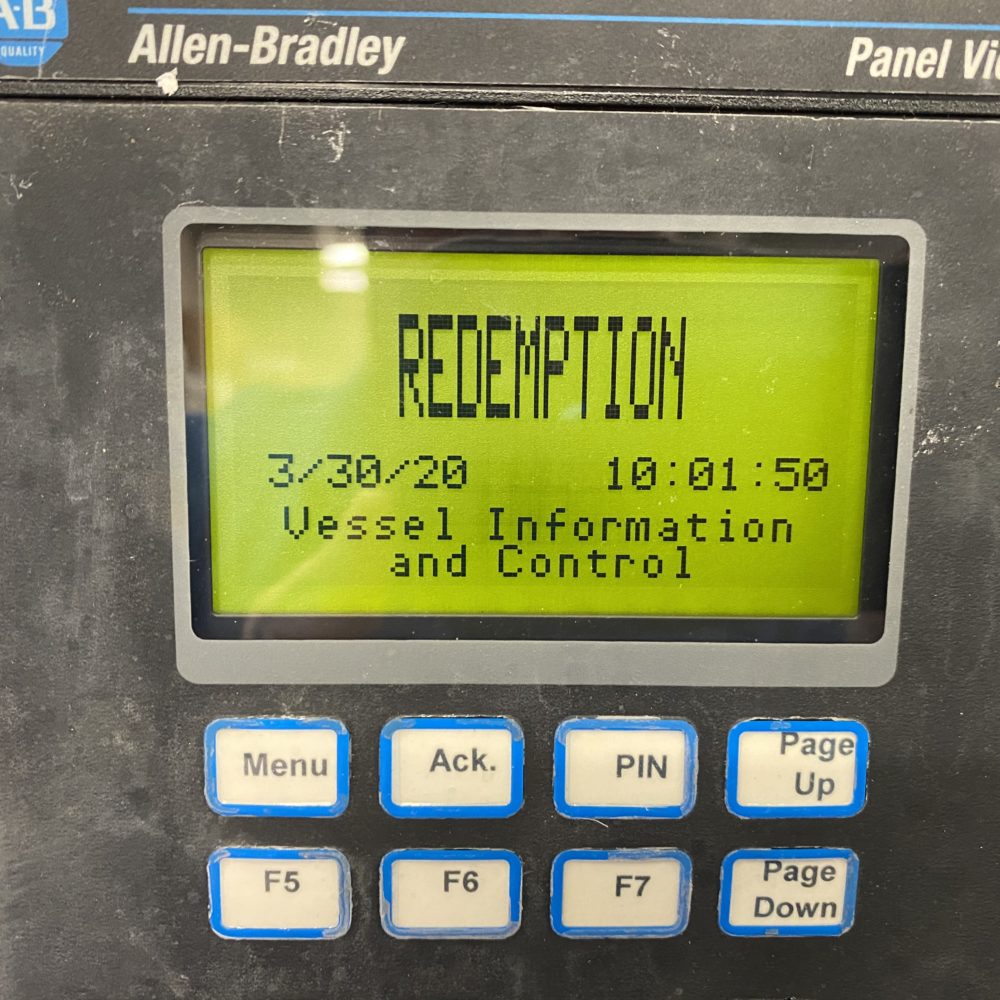 A-B
QUALITY
Allen-Bradley
Panel
REDEMPTION
3/30/20 10:01:50
Vessel Information
and Control
Menu
Ack.
PIN
Page
Up
F5
F6
F7
Page
Down